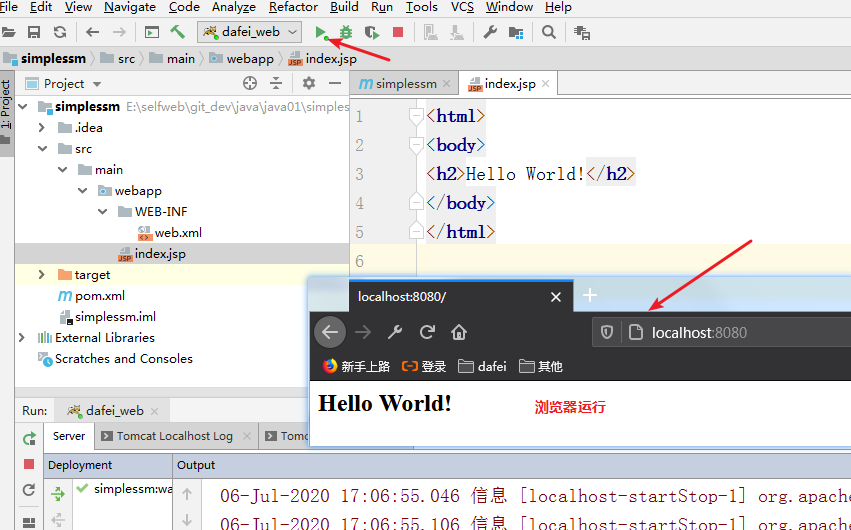 File Edit View Navigate Code Analyze Refactor Build Run Tools VCS Window Help
dafei_web
simplessm src main webapp index.jsp
1: Project
Project
simplessm index.jsp
simplessm E:\selfweb\git_dev\java\java01\simples
.idea
src
main
webapp
WEB-INF
web.xml
index.jsp
target
pom.xml
simplessm.iml
External Libraries
Scratches and Consoles
1 <html>
2 <body>
3 <h2>Hello World!</h2>
4 </body>
5 </html>
6
localhost:8080/
localhost:8080
新手上路 登录 dafei 其他
Hello World!
浏览器运行
Run: dafei_web
Server Tomcat Localhost Log Tomc
Deployment Output
simplessm:wa
06-Jul-2020 17:06:55.046 信息 [localhost-startStop-1] org.apache
06-Jul-2020 17:06:55.106 信息 [localhost-startStop-1] org.apache